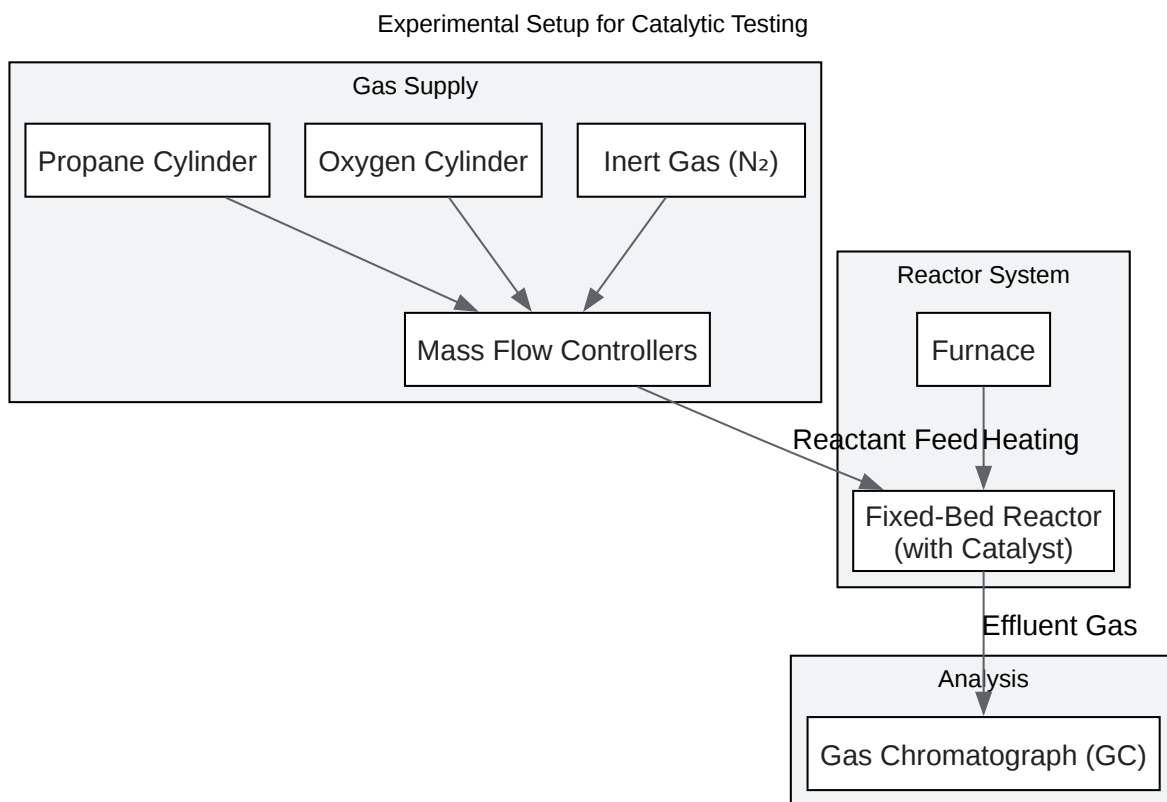 Experimental Setup for Catalytic Testing
Gas Supply
Propane Cylinder
Oxygen Cylinder
Inert Gas (N₂)
Mass Flow Controllers
Reactor System
Furnace
Reactant Feed
Heating
Fixed-Bed Reactor
(with Catalyst)
Effluent Gas
Analysis
Gas Chromatograph (GC)